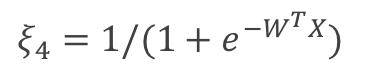 ξ₄ = 1/(1 + e^{-W^T X})